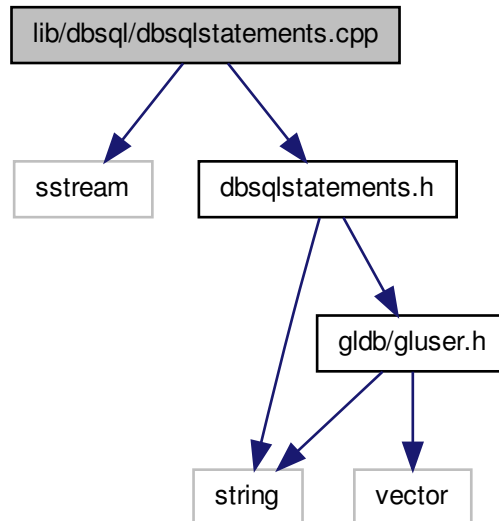 lib/dbsql/dbsqlstatements.cpp
sstream
dbsqlstatements.h
gldb/gluser.h
string
vector